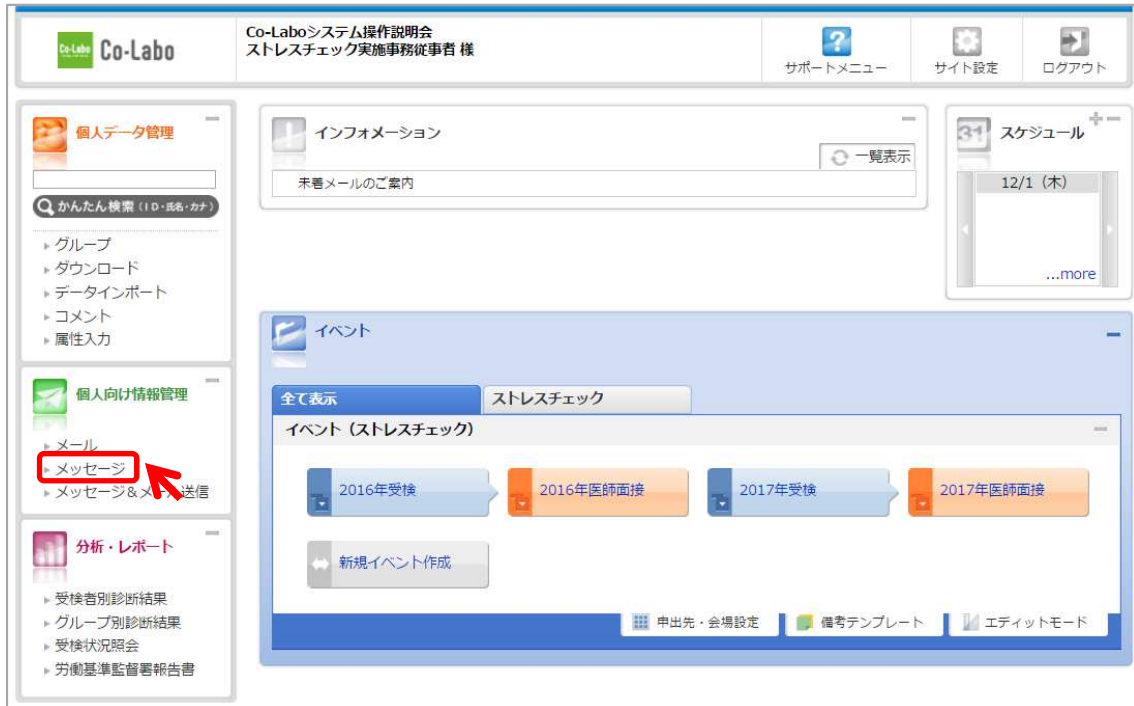 Co-Labo Co-Labo
Co-Laboシステム操作説明会
ストレスチェック実施事務従事者 様
サポートメニュー
サイト設定
ログアウト
個人データ管理
かんたん検索(ID・氏名・カナ)
グループ
ダウンロード
データインポート
コメント
属性入力
個人向け情報管理
メール
メッセージ
メッセージ&メール送信
分析・レポート
受検者別診断結果
グループ別診断結果
受検状況照会
労働基準監督署報告書
インフォメーション
一覧表示
未着メールのご案内
31 スケジュール
12/1(木)
...more
イベント
全て表示
ストレスチェック
イベント(ストレスチェック)
2016年受検
2016年医師面接
2017年受検
2017年医師面接
新規イベント作成
申出先・会場設定
備考テンプレート
エディットモード